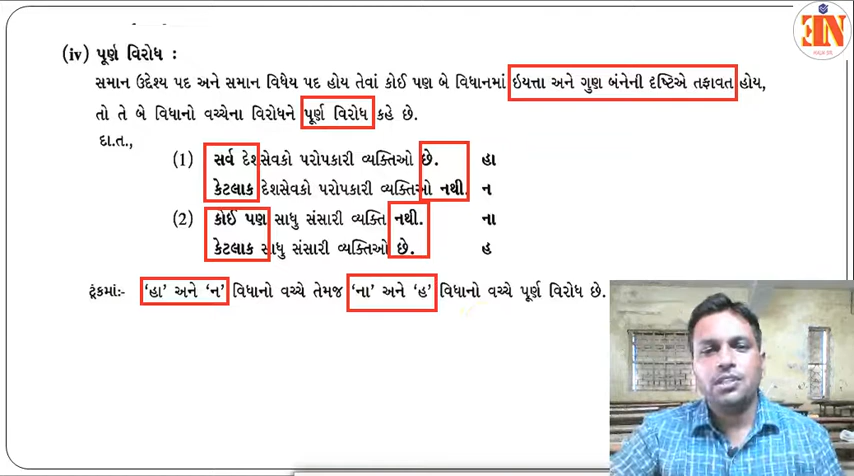 EN
(iv) પૂર્ણ વિરોધ :
સમાન ઉદ્દેશ્ય પદ અને સમાન વિધેય પદ હોય તેવાં કોઈ પણ બે વિધાનમાં ઇયત્તા અને ગુણ બંનેની દૃષ્ટિએ તફાવત હોય,
તો તે બે વિધાનો વચ્ચેના વિરોધને પૂર્ણ વિરોધ કહે છે.
દા.ત.,
(1) સર્વ દેશસેવકો પરોપકારી વ્યક્તિઓ છે. હા
કેટલાક દેશસેવકો પરોપકારી વ્યક્તિઓ નથી. ન
(2) કોઈ પણ સાધુ સંસારી વ્યક્તિ નથી. ના
કેટલાક સાધુ સંસારી વ્યક્તિઓ છે. હ
ટૂંકમાં:- ‘હા’ અને ‘ન’ વિધાનો વચ્ચે તેમજ ‘ના’ અને ‘હ’ વિધાનો વચ્ચે પૂર્ણ વિરોધ છે.